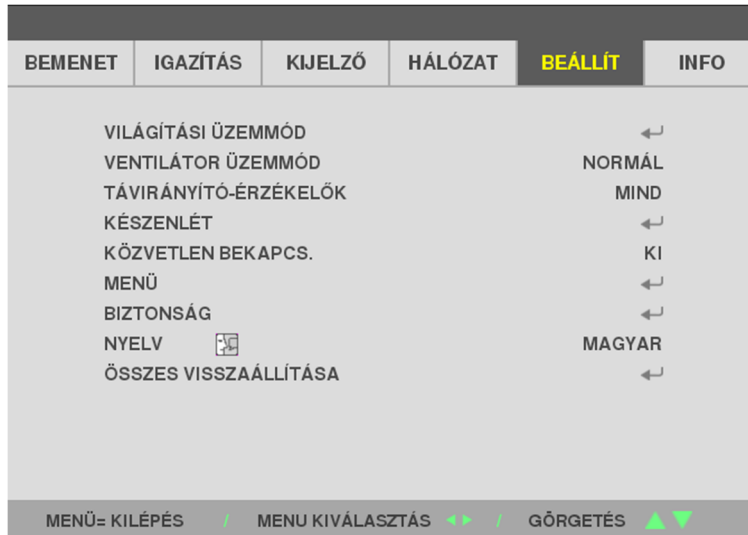 BEMENET IGAZÍTÁS KIJELZŐ HÁLÓZAT BEÁLLÍT INFO
VILÁGÍTÁSI ÜZEMMÓD
VENTILÁTOR ÜZEMMÓD NORMÁL
TÁVIRÁNYÍTÓ-ÉRZÉKELŐK MIND
KÉSZENLÉT
KÖZVETLEN BEKAPCS. KI
MENÜ
BIZTONSÁG
NYELV MAGYAR
ÖSSZES VISSZAÁLLÍTÁSA
MENÜ= KILÉPÉS / MENU KIVÁLASZTÁS / GÖRGETÉS